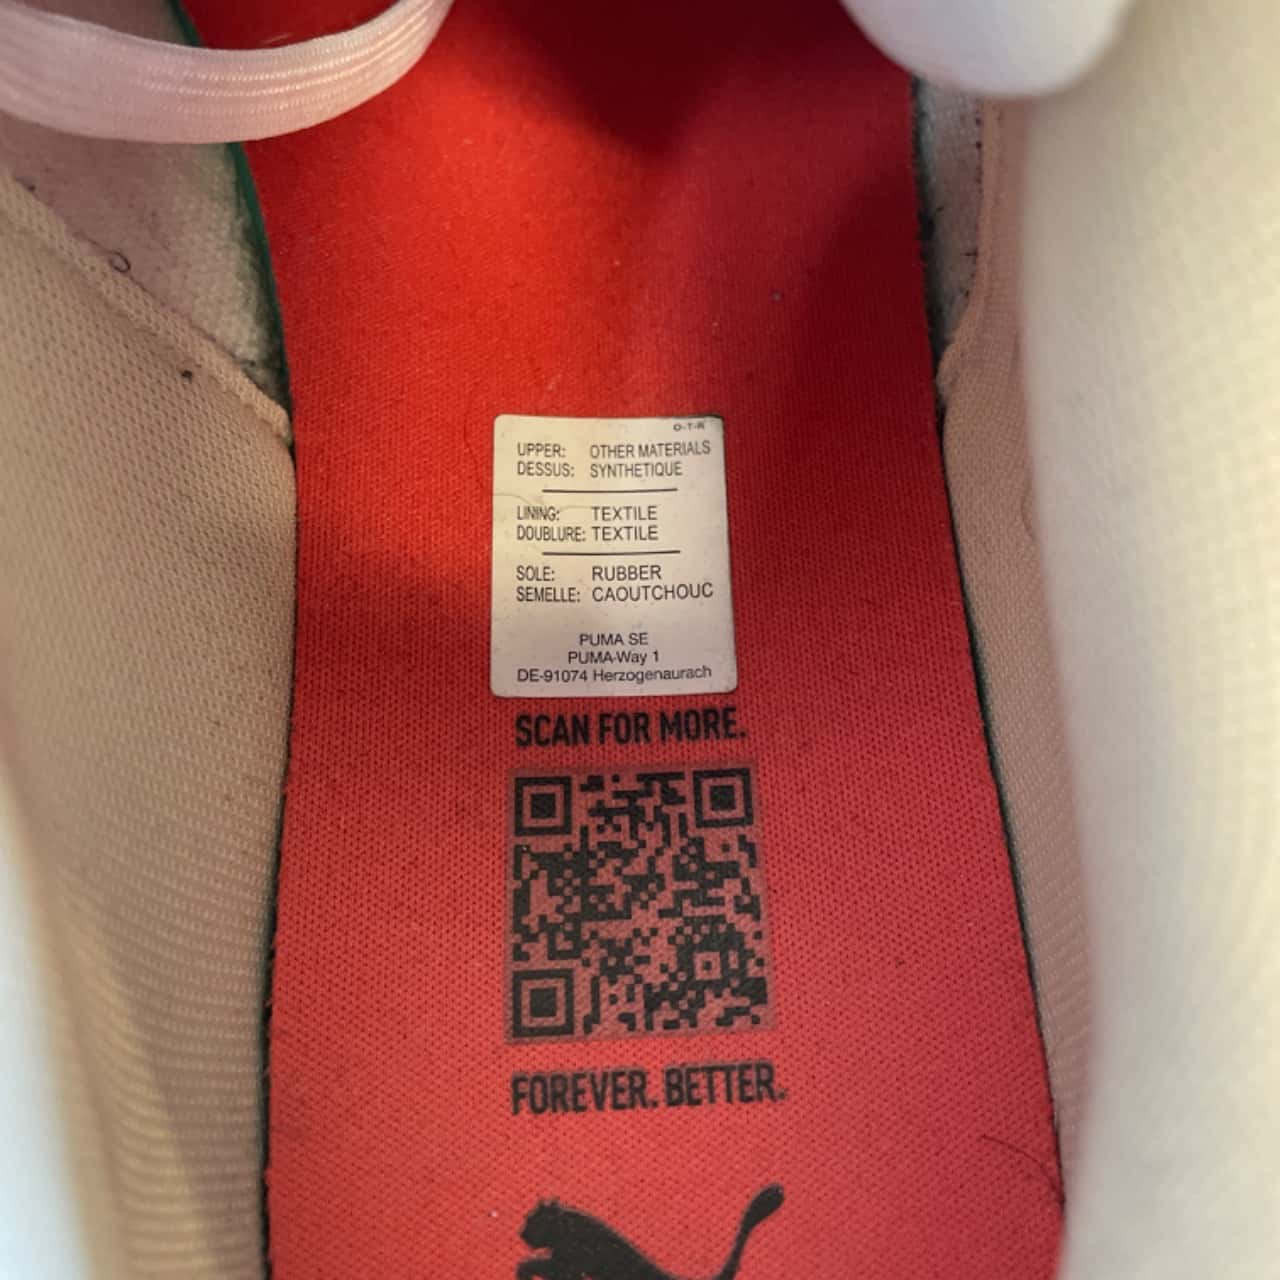 O-T-R
UPPER: OTHER MATERIALS
DESSUS: SYNTHETIQUE
LINING: TEXTILE
DOUBLURE: TEXTILE
SOLE: RUBBER
SEMELLE: CAOUTCHOUC
PUMA SE
PUMA-Way 1
DE-91074 Herzogenaurach
SCAN FOR MORE.
FOREVER. BETTER.